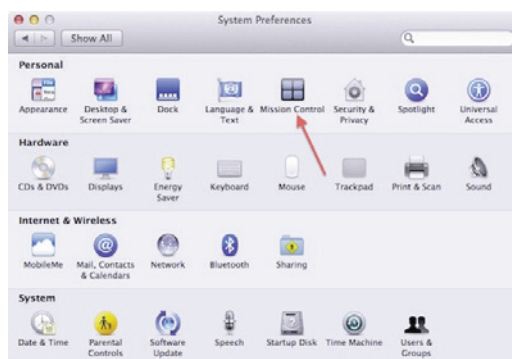 System Preferences
Show All
Personal
Appearance
Desktop & Screen Saver
Dock
Language & Text
Mission Control
Security & Privacy
Spotlight
Universal Access
Hardware
CDs & DVDs
Displays
Energy Saver
Keyboard
Mouse
Trackpad
Print & Scan
Sound
Internet & Wireless
MobileMe
Mail, Contacts & Calendars
Network
Bluetooth
Sharing
System
Date & Time
Parental Controls
Software Update
Speech
Startup Disk
Time Machine
Users & Groups